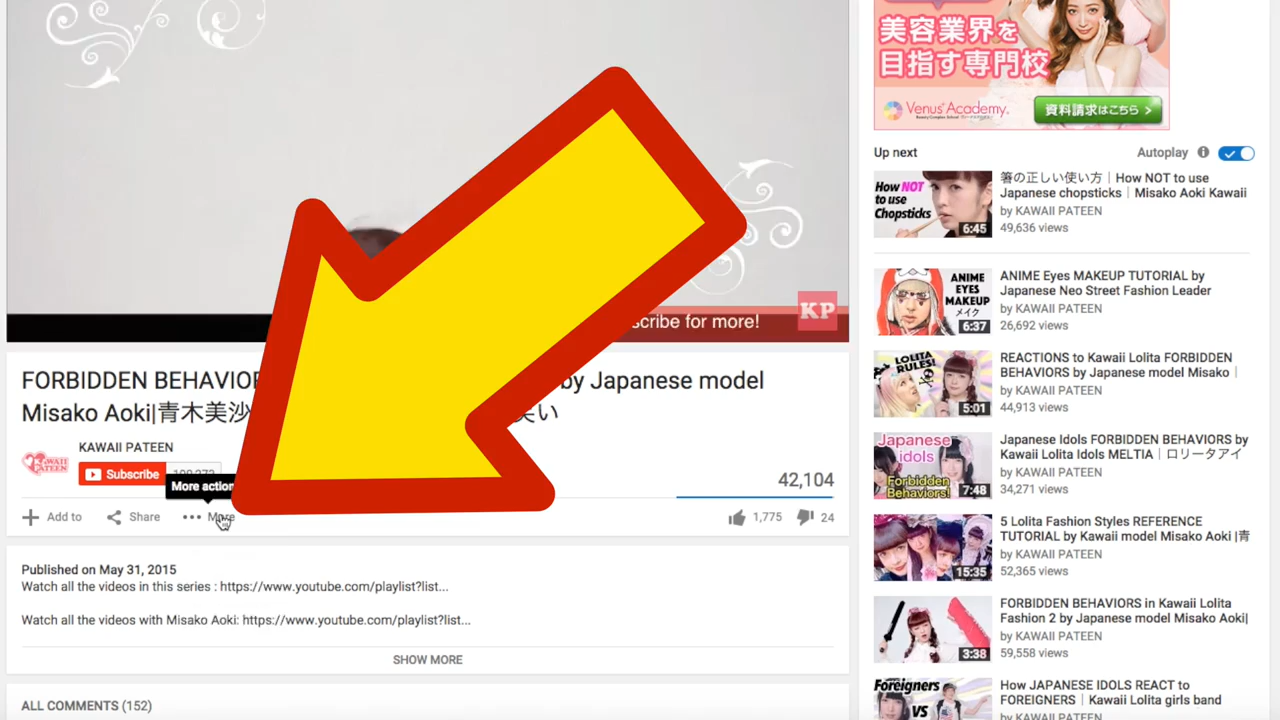 scribe for more!
KP
FORBIDDEN BEHAVIOR
by Japanese model
Misako Aoki|青木美沙
笑い
KAWAII PATEEN
KAWAII
PATEEN
Subscribe
More action
42,104
Add to
Share
More
1,775
24
Published on May 31, 2015
Watch all the videos in this series : https://www.youtube.com/playlist?list...
Watch all the videos with Misako Aoki: https://www.youtube.com/playlist?list...
SHOW MORE
ALL COMMENTS (152)
美容業界を
目指す専門校
Venus Academy.
資料請求はこちら >
Up next
Autoplay
How NOT
to use
Chopsticks
6:45
箸の正しい使い方｜How NOT to use
Japanese chopsticks｜Misako Aoki Kawaii
by KAWAII PATEEN
49,636 views
ANIME
EYES
MAKEUP
メイク
6:37
ANIME Eyes MAKEUP TUTORIAL by
Japanese Neo Street Fashion Leader
by KAWAII PATEEN
26,692 views
LOLITA
RULES!
5:01
REACTIONS to Kawaii Lolita FORBIDDEN
BEHAVIORS by Japanese model Misako｜
by KAWAII PATEEN
44,913 views
Japanese
idols
Forbidden
Behaviors!
7:48
Japanese Idols FORBIDDEN BEHAVIORS by
Kawaii Lolita Idols MELTIA｜ロリータアイ
by KAWAII PATEEN
34,271 views
15:35
5 Lolita Fashion Styles REFERENCE
TUTORIAL by Kawaii model Misako Aoki |青
by KAWAII PATEEN
52,365 views
3:38
FORBIDDEN BEHAVIORS in Kawaii Lolita
Fashion 2 by Japanese model Misako Aoki|
by KAWAII PATEEN
59,558 views
Foreigners
VS
How JAPANESE IDOLS REACT to
FOREIGNERS｜Kawaii Lolita girls band
by KAWAII PATEEN